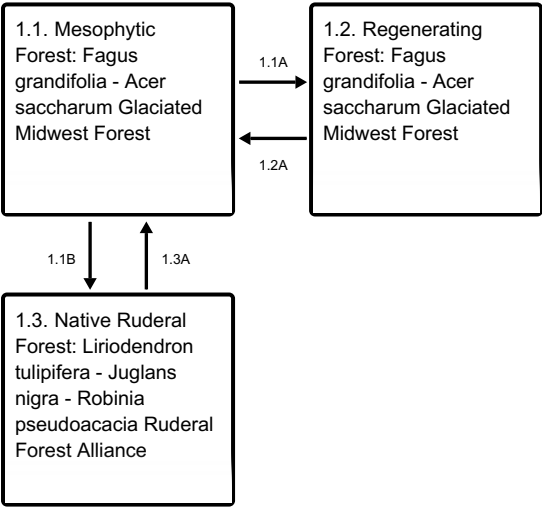 1.1. Mesophytic
Forest: Fagus
grandifolia - Acer
saccharum Glaciated
Midwest Forest
1.1A
1.2A
1.2. Regenerating
Forest: Fagus
grandifolia - Acer
saccharum Glaciated
Midwest Forest
1.1B
1.3A
1.3. Native Ruderal
Forest: Liriodendron
tulipifera - Juglans
nigra - Robinia
pseudoacacia Ruderal
Forest Alliance